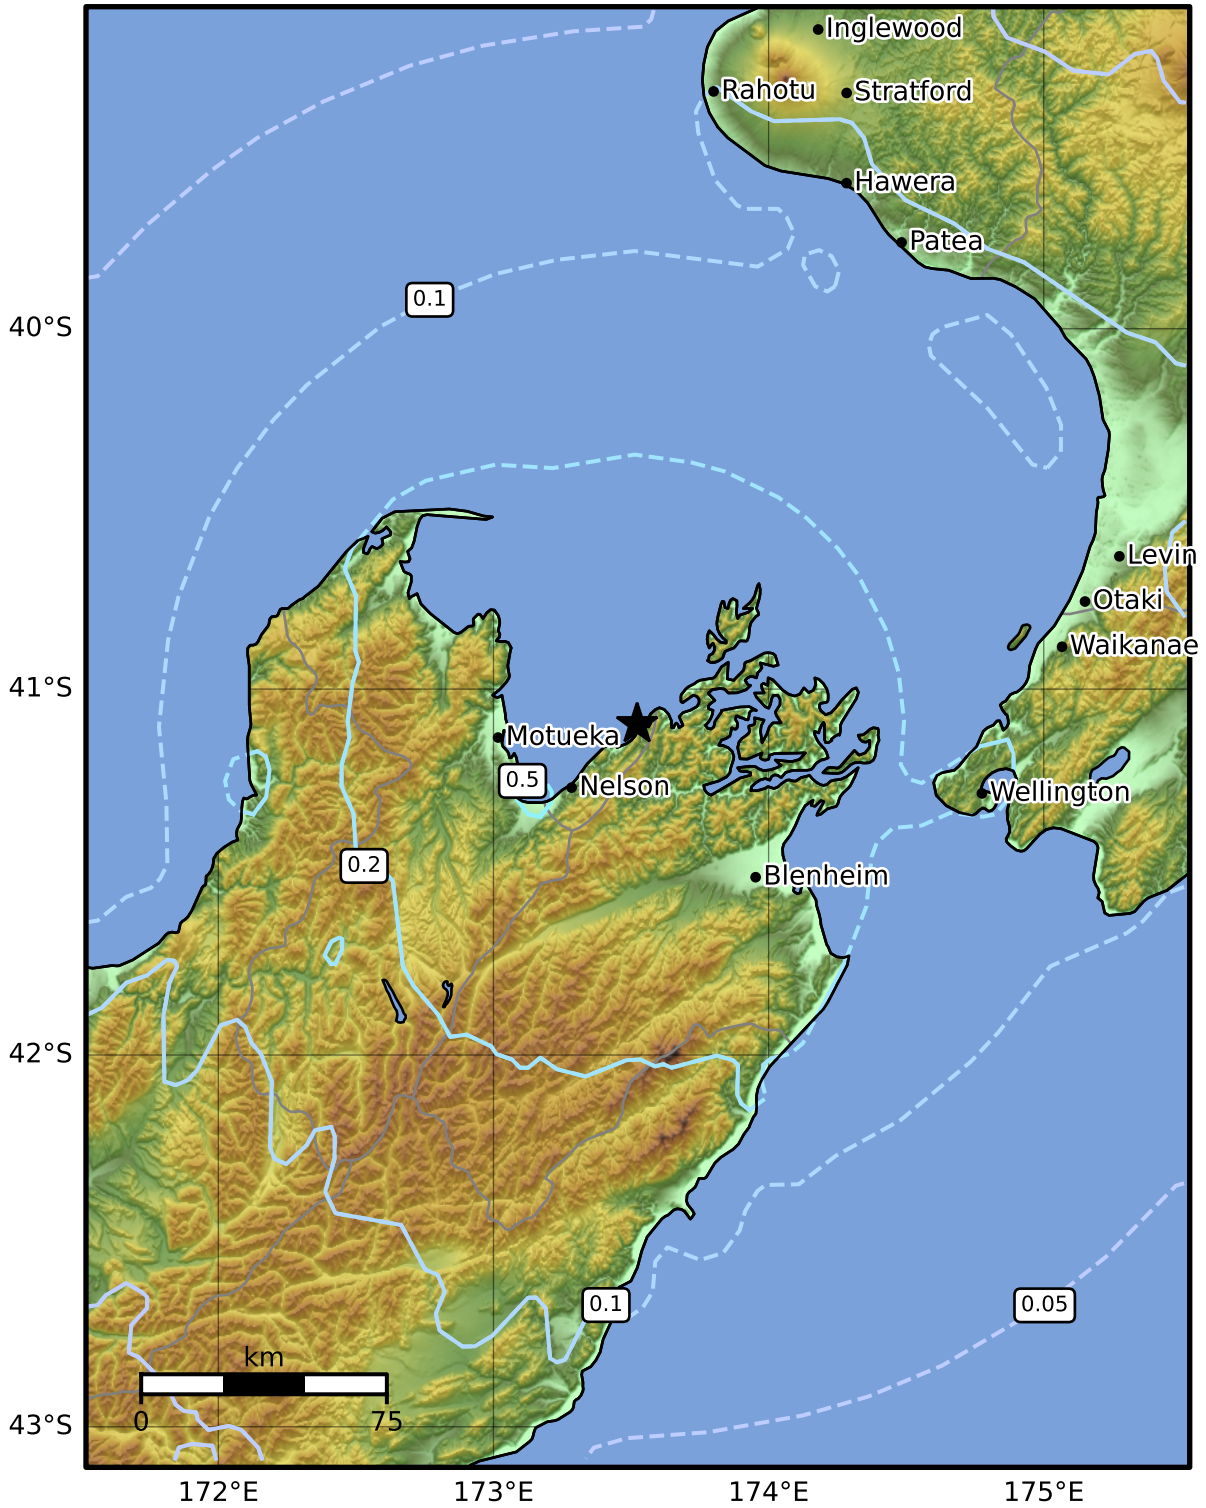 Inglewood
Rahotu
Stratford
Hawera
Patea
0.1
40°S
Levin
Otaki
Waikanae
41°S
Motueka
0.5
Nelson
Wellington
0.2
Blenheim
42°S
0.1
0.05
km
0
75
43°S
172°E
173°E
174°E
175°E